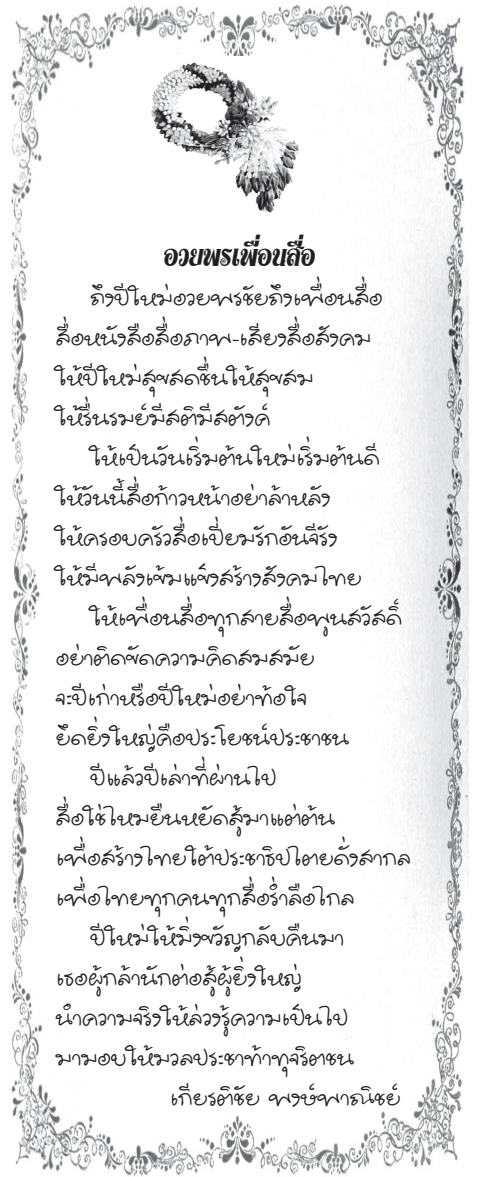 อวยพรเพื่อนสื่อ
ถึงปีใหม่อวยพรชัยถึงเพื่อนสื่อ
สื่อหนังสือสื่อภาพ-เสียงสื่อสังคม
ให้ปีใหม่สุขสดชื่นให้สุขสม
ให้รื่นรมย์มีสติมีสตังค์
ให้เป็นวันเริ่มต้นใหม่เริ่มต้นดี
ให้วันนี้สื่อก้าวหน้าอย่าล้าหลัง
ให้ครอบครัวสื่อเปี่ยมรักอันจีรัง
ให้มีพลังเข้มแข็งสร้างสังคมไทย
ให้เพื่อนสื่อทุกสายสื่อพูนสวัสดิ์
อย่าติดขัดความคิดสมสมัย
จะปีเก่าหรือปีใหม่อย่าท้อใจ
ยึดยิ่งใหญ่คือประโยชน์ประชาชน
ปีแล้วปีเล่าที่ผ่านไป
สื่อใช่ไหมยืนหยัดสู้มาแต่ต้น
เพื่อสร้างไทยใต้ประชาธิปไตยดั่งสากล
เพื่อไทยทุกคนทุกสื่อร่ำลือไกล
ปีใหม่ให้มิ่งขวัญกลับคืนมา
เธอผู้กล้านักต่อสู้ผู้ยิ่งใหญ่
นำความจริงให้ล่วงรู้ความเป็นไป
มามอบให้มวลประชาท้าทุจริตชน
เกียรติชัย พงษ์พาณิชย์